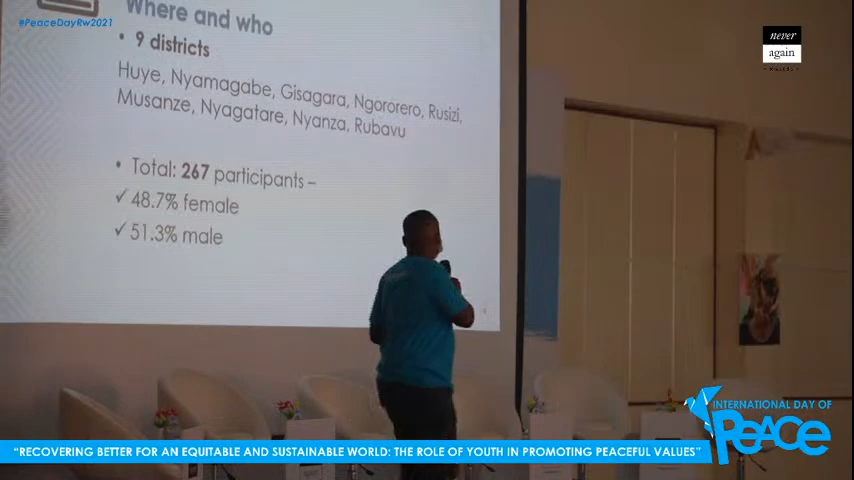 #PeaceDayRw2021
Where and who
• 9 districts
Huye, Nyamagabe, Gisagara, Ngororero, Rusizi,
Musanze, Nyagatare, Nyanza, Rubavu
• Total: 267 participants –
✓ 48.7% female
✓ 51.3% male
never
again
INTERNATIONAL DAY OF
PEACE
"RECOVERING BETTER FOR AN EQUITABLE AND SUSTAINABLE WORLD: THE ROLE OF YOUTH IN PROMOTING PEACEFUL VALUES"